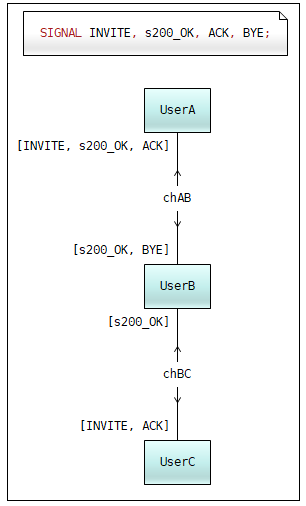 SIGNAL INVITE, s200_OK, ACK, BYE;
UserA
[INVITE, s200_OK, ACK]
chAB
[s200_OK, BYE]
UserB
[s200_OK]
chBC
[INVITE, ACK]
UserC